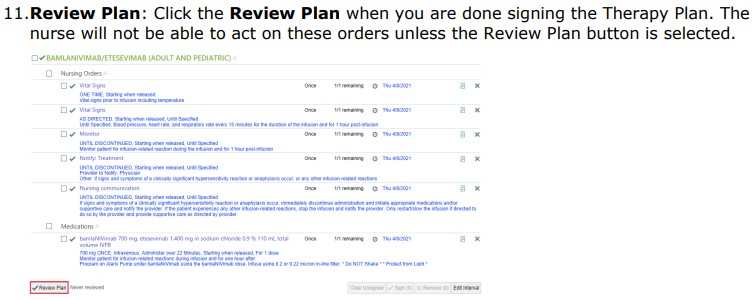 11. Review Plan: Click the Review Plan when you are done signing the Therapy Plan. The
nurse will not be able to act on these orders unless the Review Plan button is selected.
BAMLANIVIMAB/ETESEVIMAB (ADULT AND PEDIATRIC)
Nursing Orders
Vital Signs Once 1/1 remaining Thu 4/8/2021
ONE TIME, Starting when released
Vital signs prior to infusion including temperature
Vital Signs Once 1/1 remaining Thu 4/8/2021
AS DIRECTED, Starting when released, Until Specified
Until Specified, Blood pressure, heart rate, and respiratory rate every 15 minutes for the duration of the infusion and for 1 hour post-infusion
Monitor Once 1/1 remaining Thu 4/8/2021
UNTIL DISCONTINUED, Starting when released, Until Specified
Monitor patient for infusion-related reaction during the infusion and for 1 hour post-infusion
Notify: Treatment Once 1/1 remaining Thu 4/8/2021
UNTIL DISCONTINUED, Starting when released, Until Specified
Provider to Notify: Physician
Other: if signs and symptoms of a clinically significant hypersensitivity reaction or anaphylaxis occur, or any other infusion-related reactions
Nursing communication Once 1/1 remaining Thu 4/8/2021
UNTIL DISCONTINUED, Starting when released, Until Specified
If signs and symptoms of a clinically significant hypersensitivity reaction or anaphylaxis occur, immediately discontinue administration and initiate appropriate medications and/or
supportive care and notify the provider. If the patient experiences any other infusion-related reactions, stop the infusion and notify the provider. Only restart/slow the infusion if directed to
do so by the provider and provide supportive care as directed by provider
Medications
bamlaNIVImab 700 mg, etesevimab 1,400 mg in sodium chloride 0.9 % 110 mL total Once 1/1 remaining Thu 4/8/2021
volume IVPB
700 mg ONCE, Intravenous, Administer over 22 Minutes, Starting when released, For 1 dose
Monitor patient for infusion-related reactions during infusion and for one hour after
Program on Alaris Pump under bamlaNIVImab using the bamlaNIVImab dose. Infuse using 0.2 or 0.22 micron in-line filter. * Do NOT Shake * * Protect from Light *
Review Plan Never reviewed Clear Unsigned Sign (0) Remove (0) Edit Interval